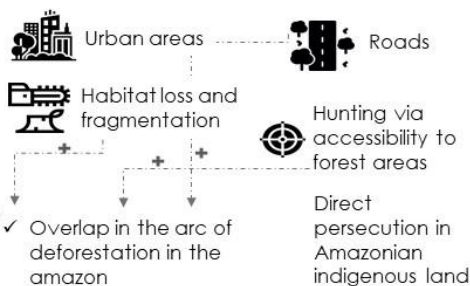 Urban areas
Roads
Habitat loss and
fragmentation
Hunting via
accessibility to
forest areas
+
+ +
✓ Overlap in the arc of
deforestation in the
amazon
Direct
persecution in
Amazonian
indigenous land